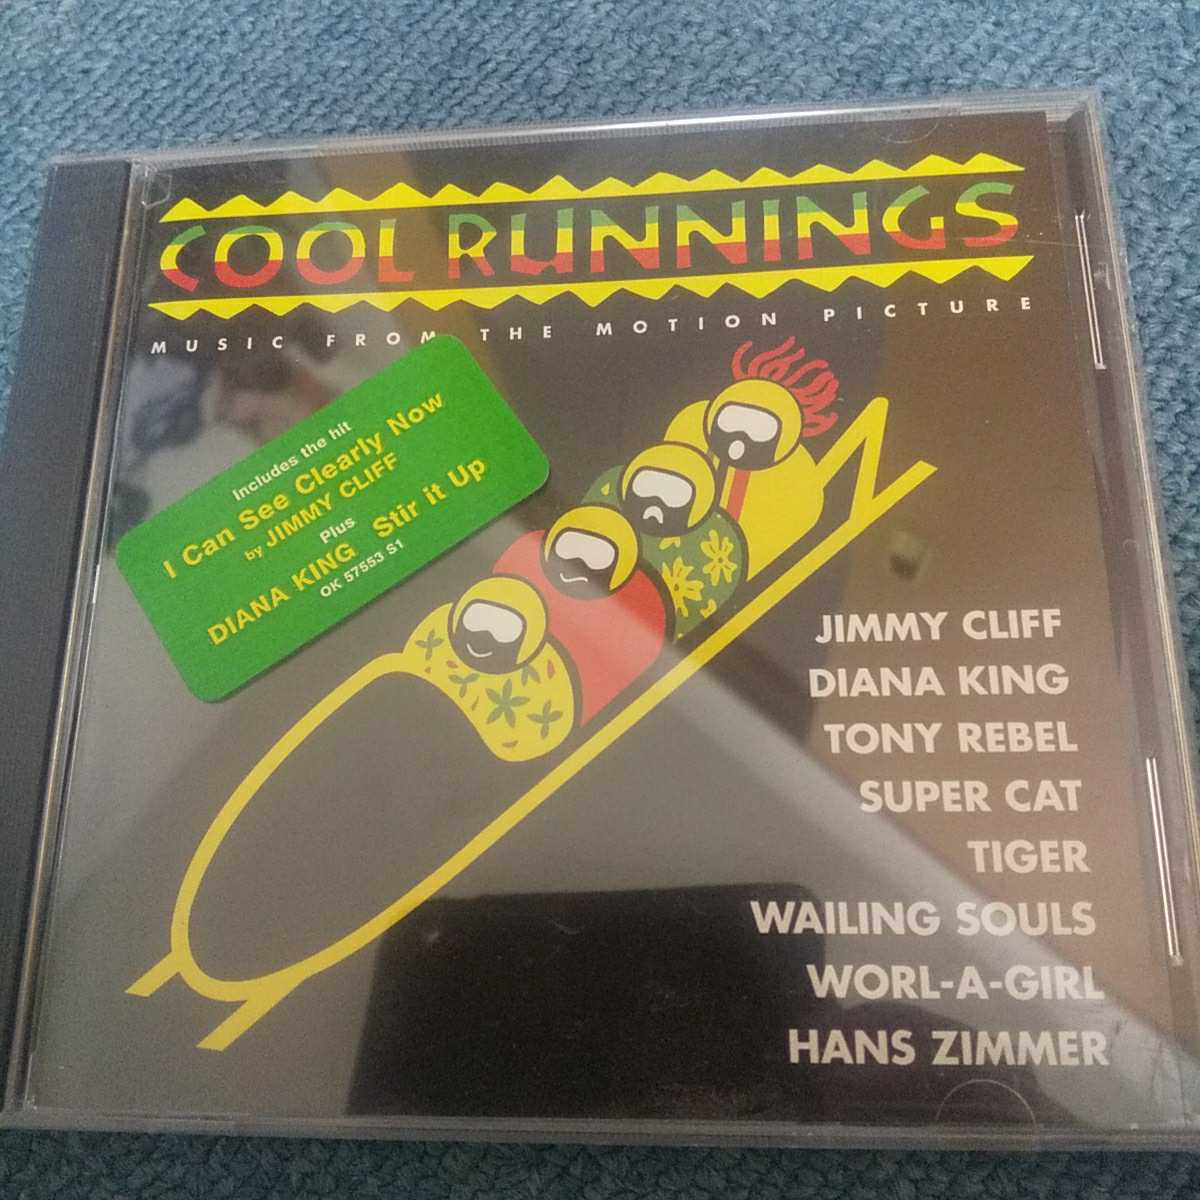 COOL RUNNINGS
MUSIC FROM THE MOTION PICTURE
Includes the hit
I Can See Clearly Now
by JIMMY CLIFF
Plus
DIANA KING Stir it Up
OK 57553 S1
JIMMY CLIFF
DIANA KING
TONY REBEL
SUPER CAT
TIGER
WAILING SOULS
WORL-A-GIRL
HANS ZIMMER